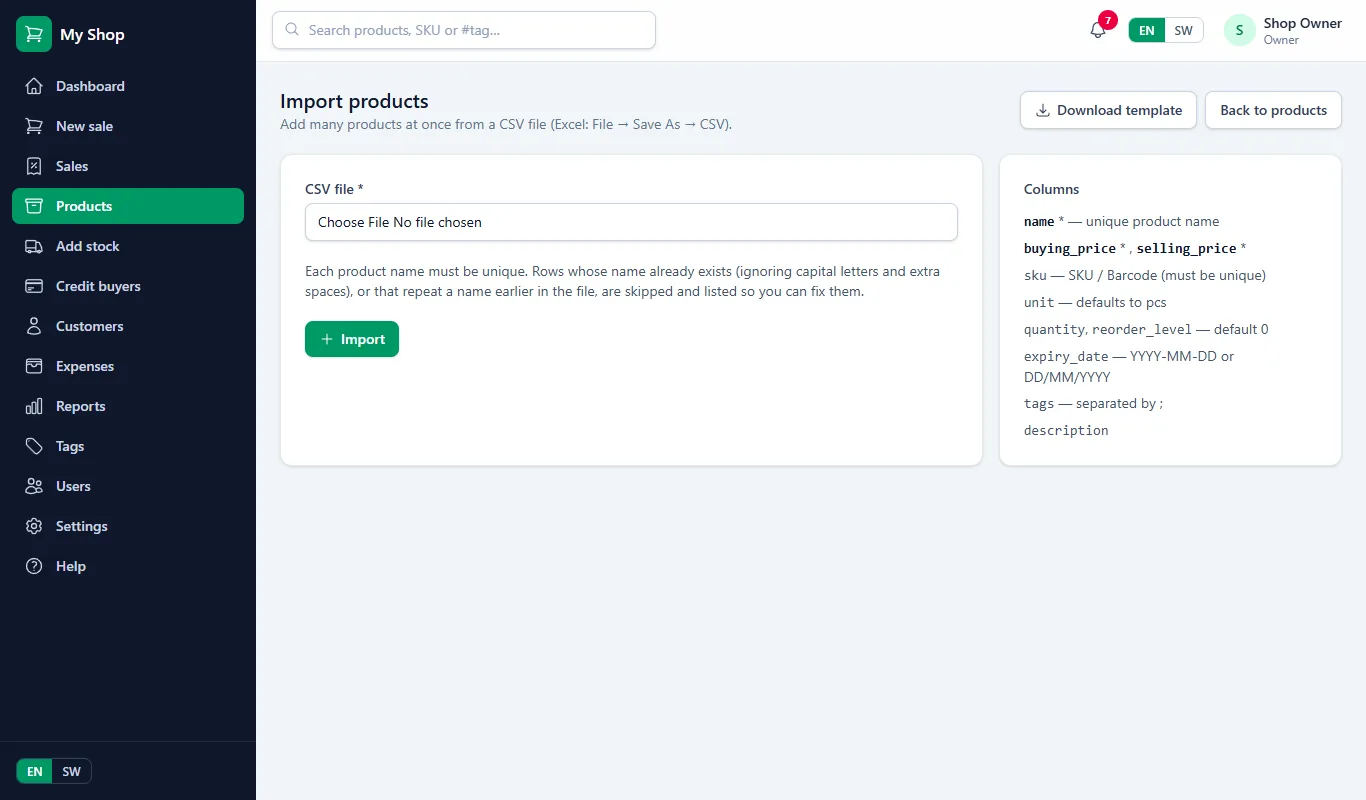 My Shop
Dashboard
New sale
Sales
Products
Add stock
Credit buyers
Customers
Expenses
Reports
Tags
Users
Settings
Help
EN SW
Search products, SKU or #tag...
7
EN SW
S
Shop Owner
Owner
Import products
Add many products at once from a CSV file (Excel: File → Save As → CSV).
Download template
Back to products
CSV file *
Choose File No file chosen
Each product name must be unique. Rows whose name already exists (ignoring capital letters and extra
spaces), or that repeat a name earlier in the file, are skipped and listed so you can fix them.
+ Import
Columns
name * — unique product name
buying_price * , selling_price *
sku — SKU / Barcode (must be unique)
unit — defaults to pcs
quantity, reorder_level — default 0
expiry_date — YYYY-MM-DD or
DD/MM/YYYY
tags — separated by ;
description